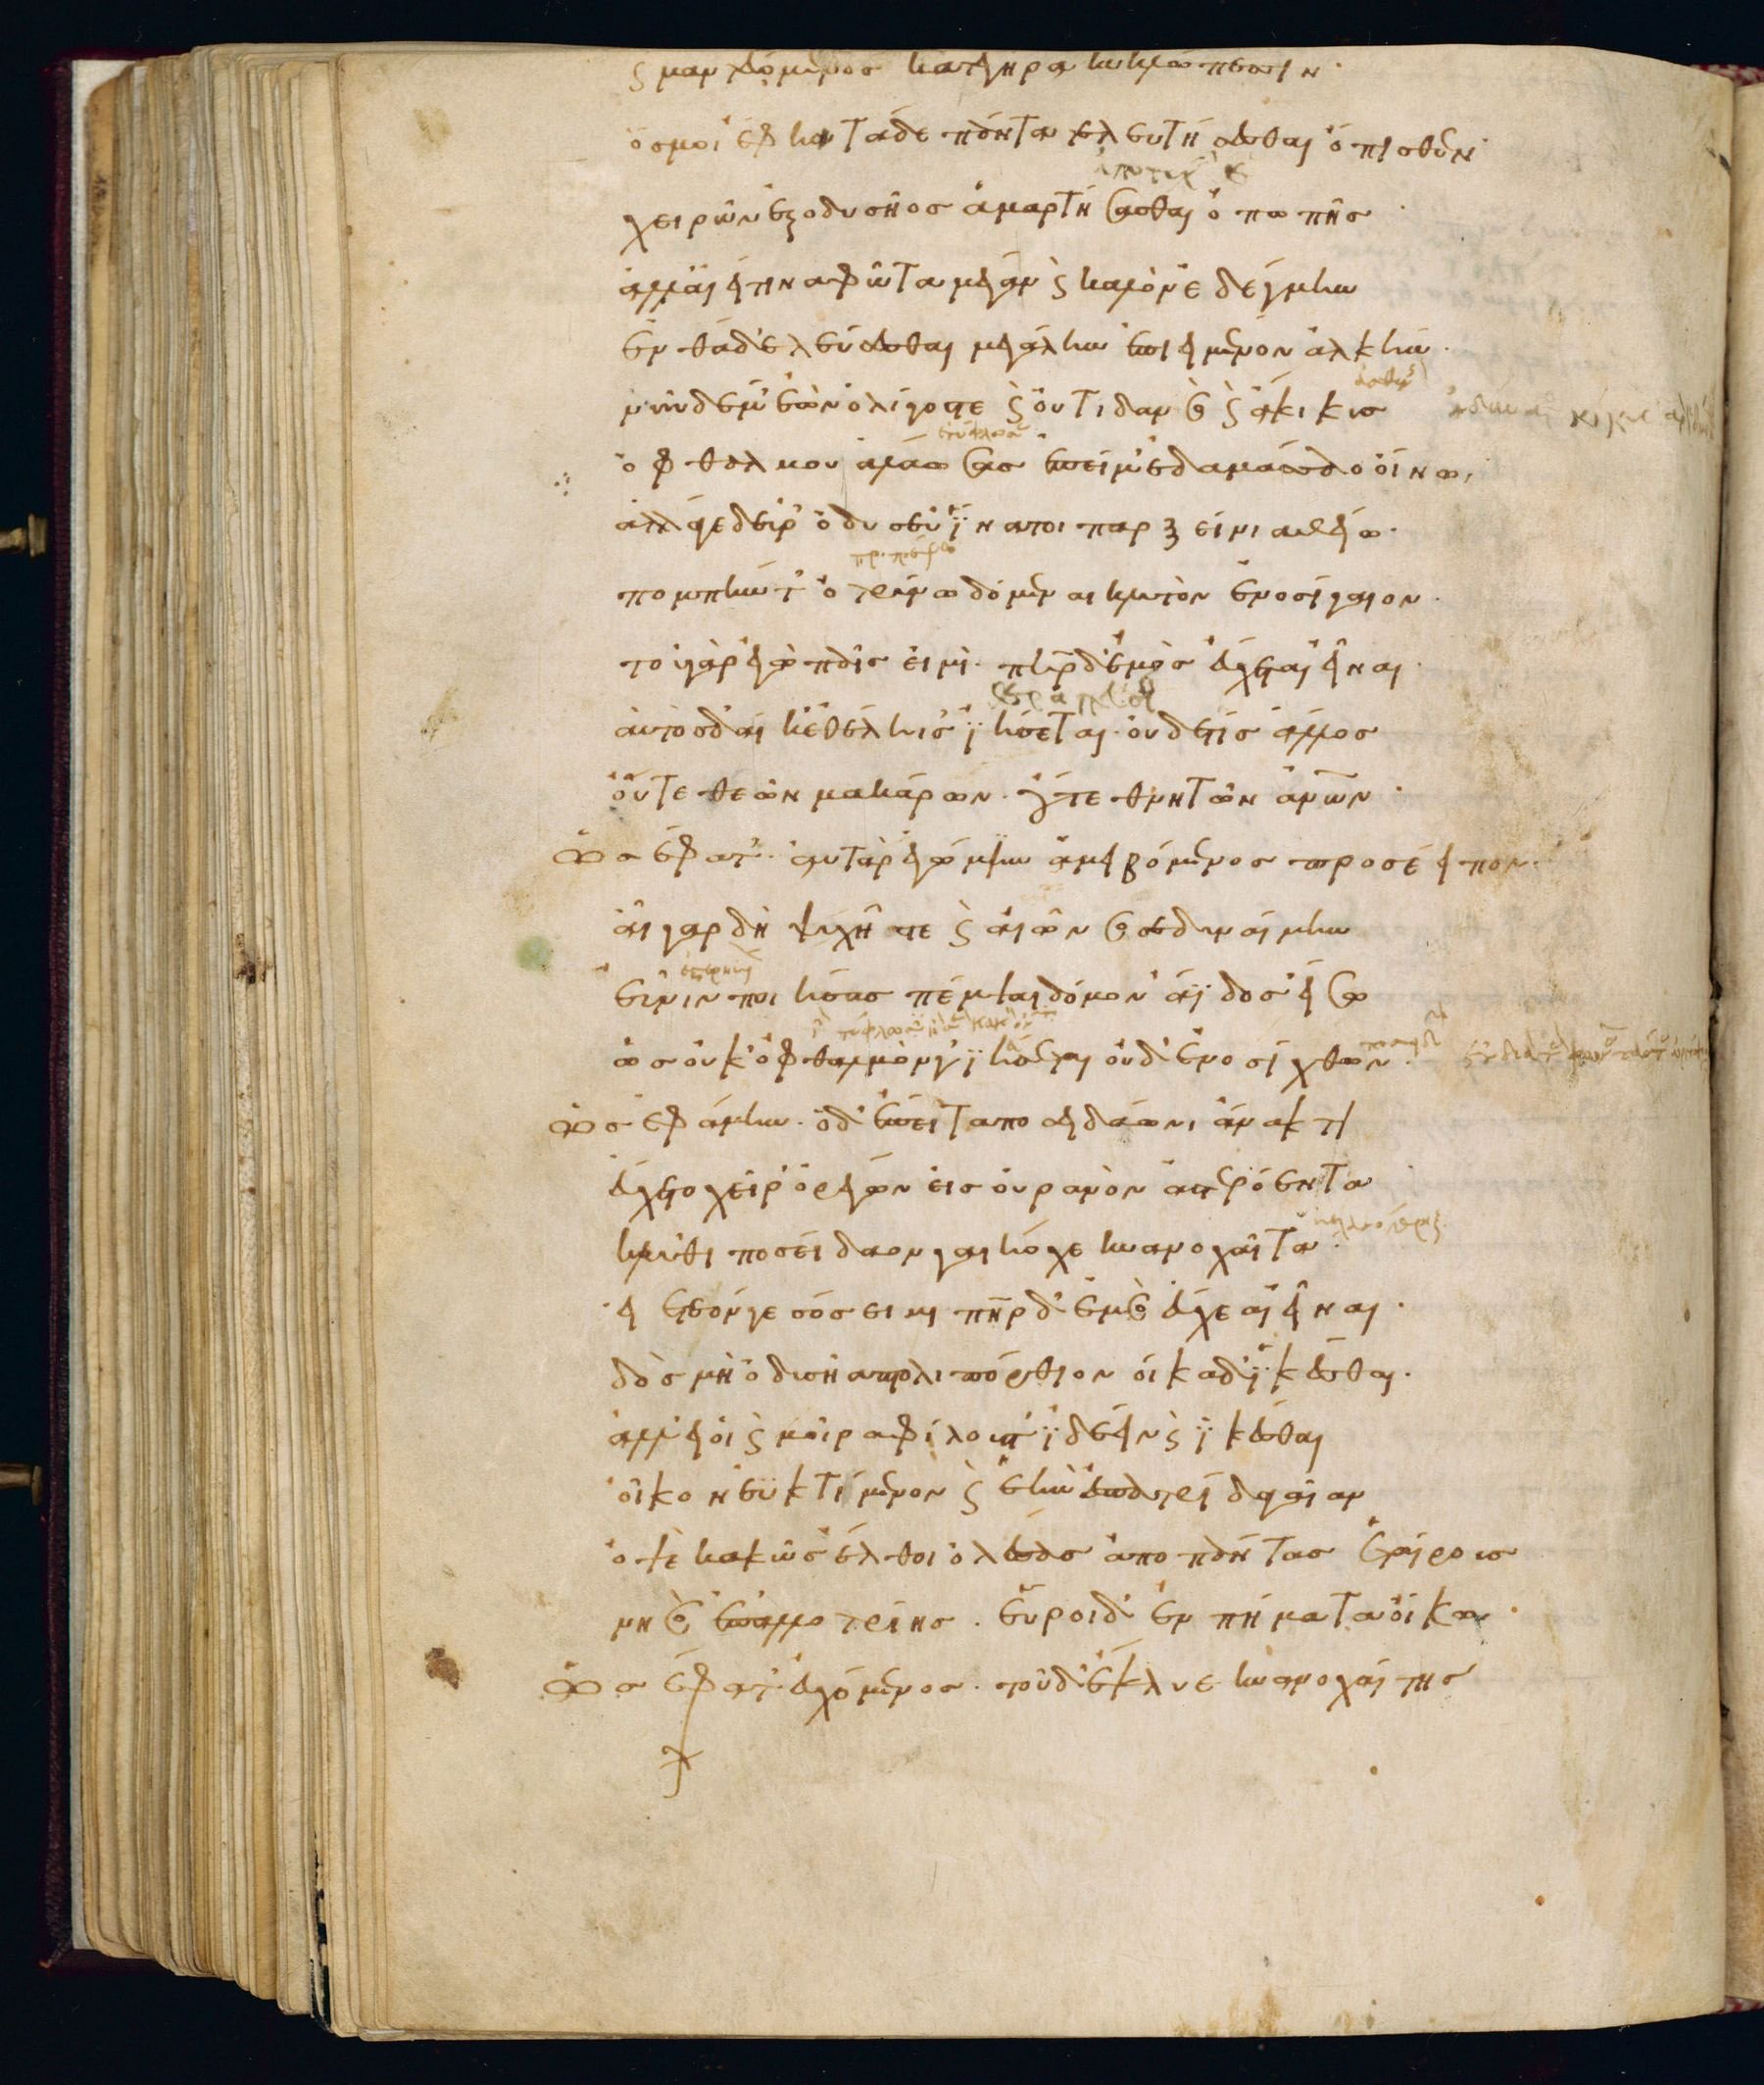 καὶ μαντευόμενος κατεγήρα κυκλώπεσσιν·
ὅς μοι ἔφη τάδε πάντα τελευτήσεσθαι ὄπισθεν·
χειρῶν ἐξ ὀδυσῆος ἁμαρτήσεσθαι ὀπωπῆς·
ἀλλ' αἰεί τινα φῶτα μέγαν καὶ καλὸν ἐδέγμην
ἐνθάδ' ἐλεύσεσθαι μεγάλην ἐπιειμένον ἀλκήν·
νῦν δέ μ' ἐὼν ὀλίγος τε καὶ οὐτιδανὸς καὶ ἄκικυς
ὀφθαλμοῦ ἀλάωσας ἐπεί μ' ἐδαμάσσατο οἴνω·
ἀλλ' ἄγε δεῦρ' ὀδυσεῦ ἵνα τοι παρ ξείνια θείω·
πομπήν τ' ὀτρύνω δόμεναι κλυτὸν ἐννοσίγαιον·
τοῦ γὰρ ἐγὼ πάϊς εἰμί· πατὴρ δ' ἐμὸς εὔχεται εἶναι·
αὐτὸς δ' αἴ κ' ἐθέλησ' ἰήσεται· οὐδέ τις ἄλλος
οὔτε θεῶν μακάρων· οὔτε θνητῶν ἀνθρώπων·
ὣς ἔφατ'· αὐτὰρ ἐγώ μιν ἀμειβόμενος προσέειπον·
αἲ γὰρ δὴ ψυχῆς τε καὶ αἰῶνός σε δυναίμην
εὖνιν ποιήσας πέμψαι δόμον ἄϊδος εἴσω
ὡς οὐκ ὀφθαλμόν γ' ἰήσεται οὐδ' ἐνοσίχθων·
ὣς ἐφάμην· ὁ δ' ἔπειτα ποσειδάωνι ἄνακτι
εὔχετο χεῖρ' ὀρέγων εἰς οὐρανὸν ἀστερόεντα·
κλῦθι ποσείδαον γαιήοχε κυανοχαῖτα·
εἰ ἐτεόν γε σός εἰμι πατὴρ δ' ἐμὸς εὔχεαι εἶναι·
δὸς μὴ ὀδυσσῆα πτολιπόρθιον οἴκαδ' ἱκέσθαι·
ἀλλ' εἴ οἱ καὶ μοῖρα φίλους τ' ἰδέειν καὶ ἱκέσθαι
οἶκον ἐϋκτίμενον καὶ ἑὴν ἐς πατρίδα γαῖαν
ὀψὲ κακῶς ἔλθοι ὀλέσας ἄπο πάντας ἑταίρους
νηὸς ἐπ' ἀλλοτρίης· εὕροι δ' ἐν πήματα οἴκω·
ὣς ἔφατ' εὐχόμενος· τοῦ δ' ἔκλυε κυανοχαίτης